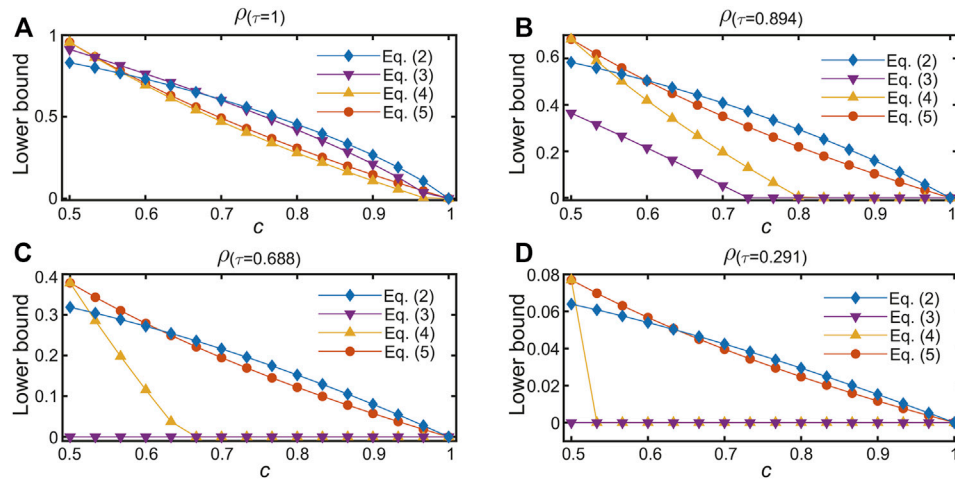 A
ρ(τ=1)
Lower bound
1
0.5
0
Eq. (2)
Eq. (3)
Eq. (4)
Eq. (5)
0.5 0.6 0.7 0.8 0.9 1
c
B
ρ(τ=0.894)
Lower bound
0.6
0.4
0.2
0
Eq. (2)
Eq. (3)
Eq. (4)
Eq. (5)
0.5 0.6 0.7 0.8 0.9 1
c
C
ρ(τ=0.688)
Lower bound
0.4
0.3
0.2
0.1
0
Eq. (2)
Eq. (3)
Eq. (4)
Eq. (5)
0.5 0.6 0.7 0.8 0.9 1
c
D
ρ(τ=0.291)
Lower bound
0.08
0.06
0.04
0.02
0
Eq. (2)
Eq. (3)
Eq. (4)
Eq. (5)
0.5 0.6 0.7 0.8 0.9 1
c